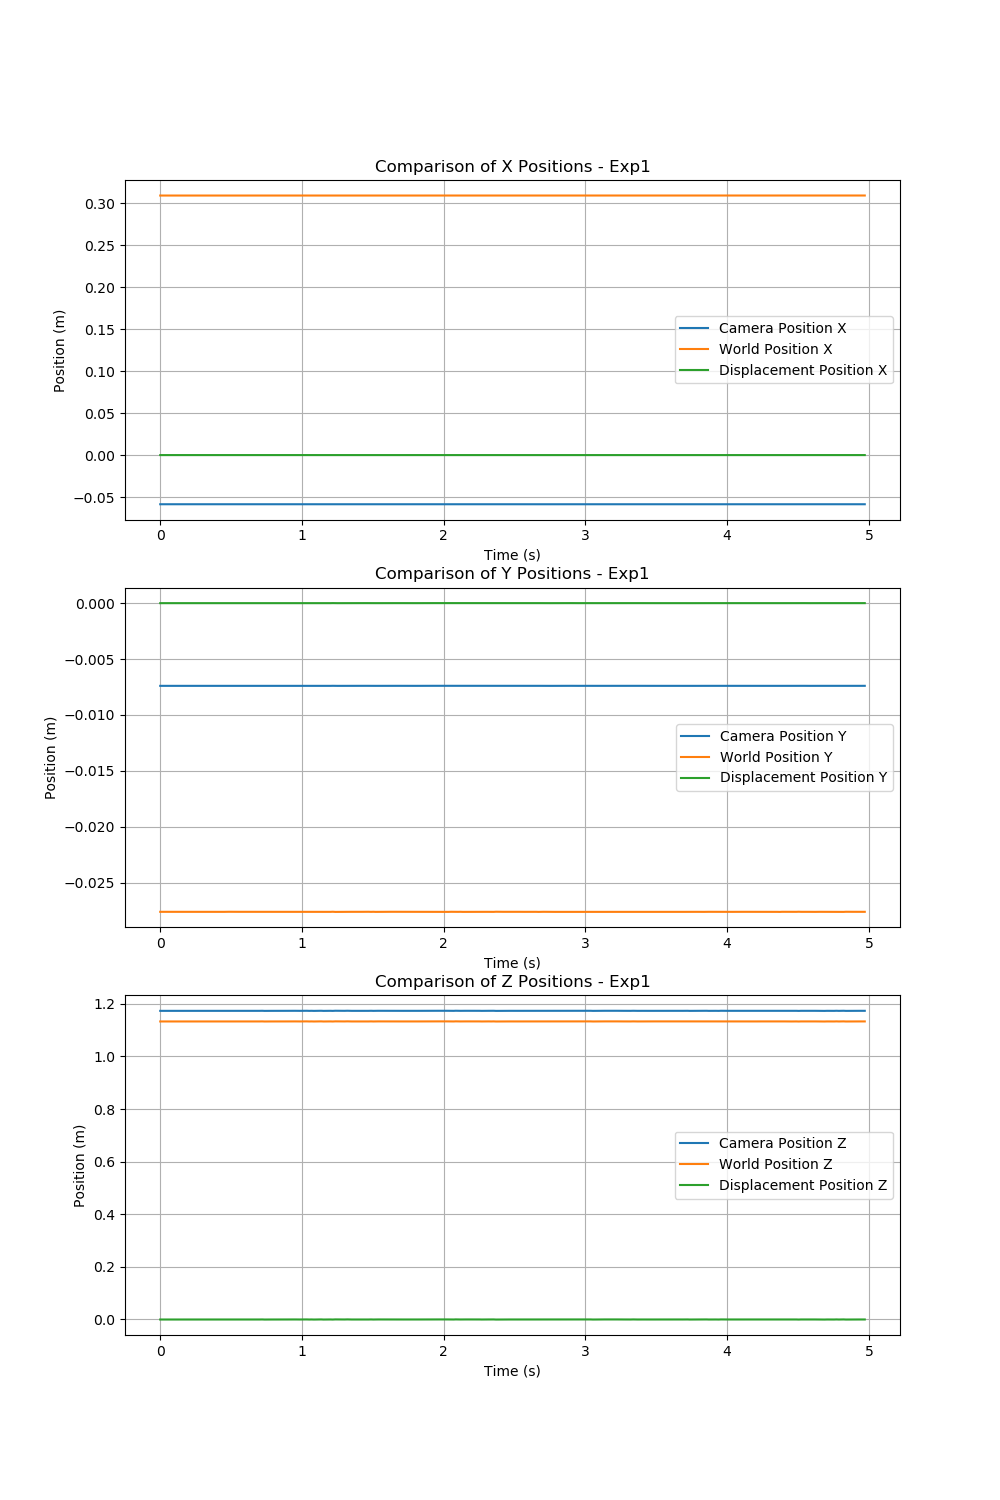 Comparison of X Positions - Exp1
0.30
0.25
0.20
0.15
0.10
0.05
0.00
−0.05
Position (m)
Camera Position X
World Position X
Displacement Position X
0 1 2 3 4 5
Time (s)
Comparison of Y Positions - Exp1
0.000
−0.005
−0.010
−0.015
−0.020
−0.025
Position (m)
Camera Position Y
World Position Y
Displacement Position Y
0 1 2 3 4 5
Time (s)
Comparison of Z Positions - Exp1
1.2
1.0
0.8
0.6
0.4
0.2
0.0
Position (m)
Camera Position Z
World Position Z
Displacement Position Z
0 1 2 3 4 5
Time (s)